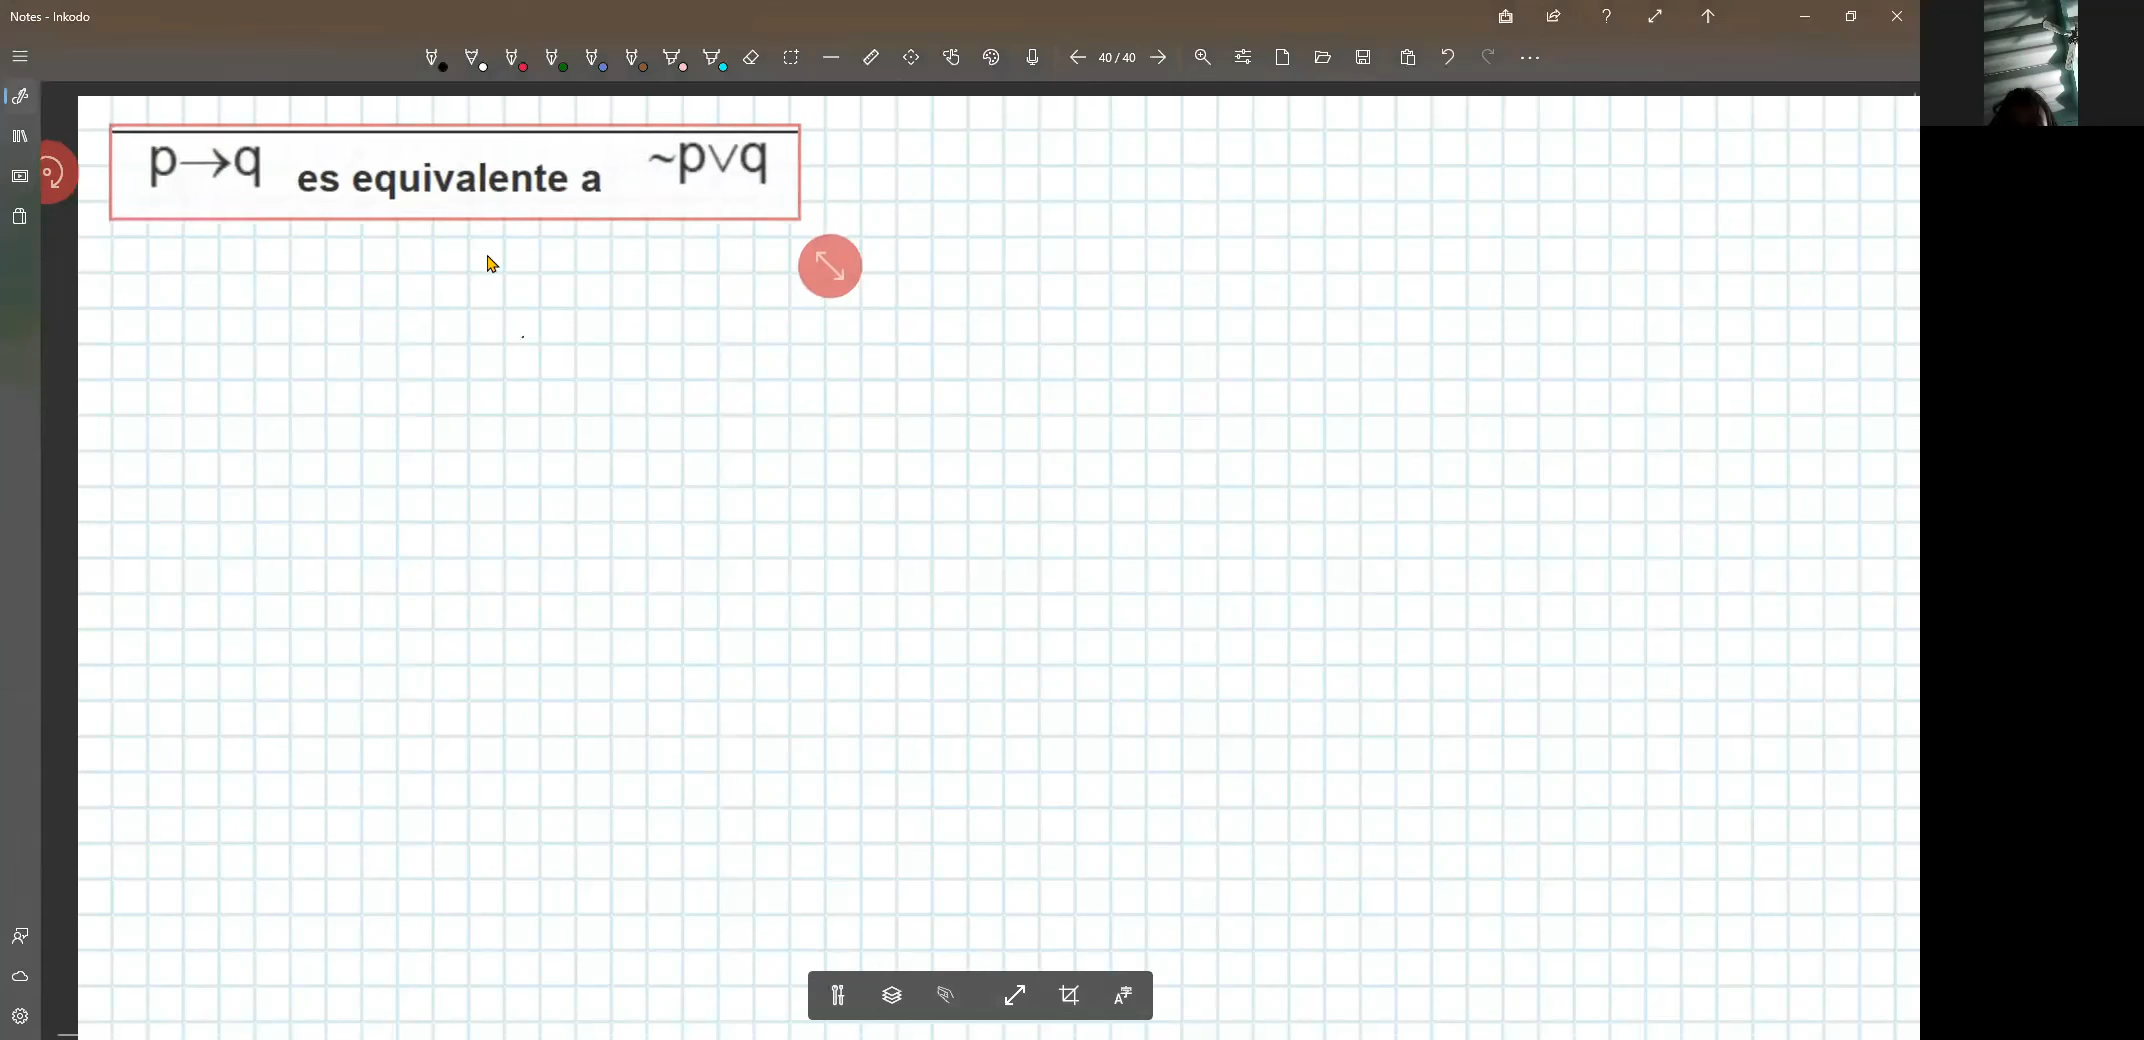 Notes - Inkodo
40 / 40
p→q es equivalente a ~p∨q